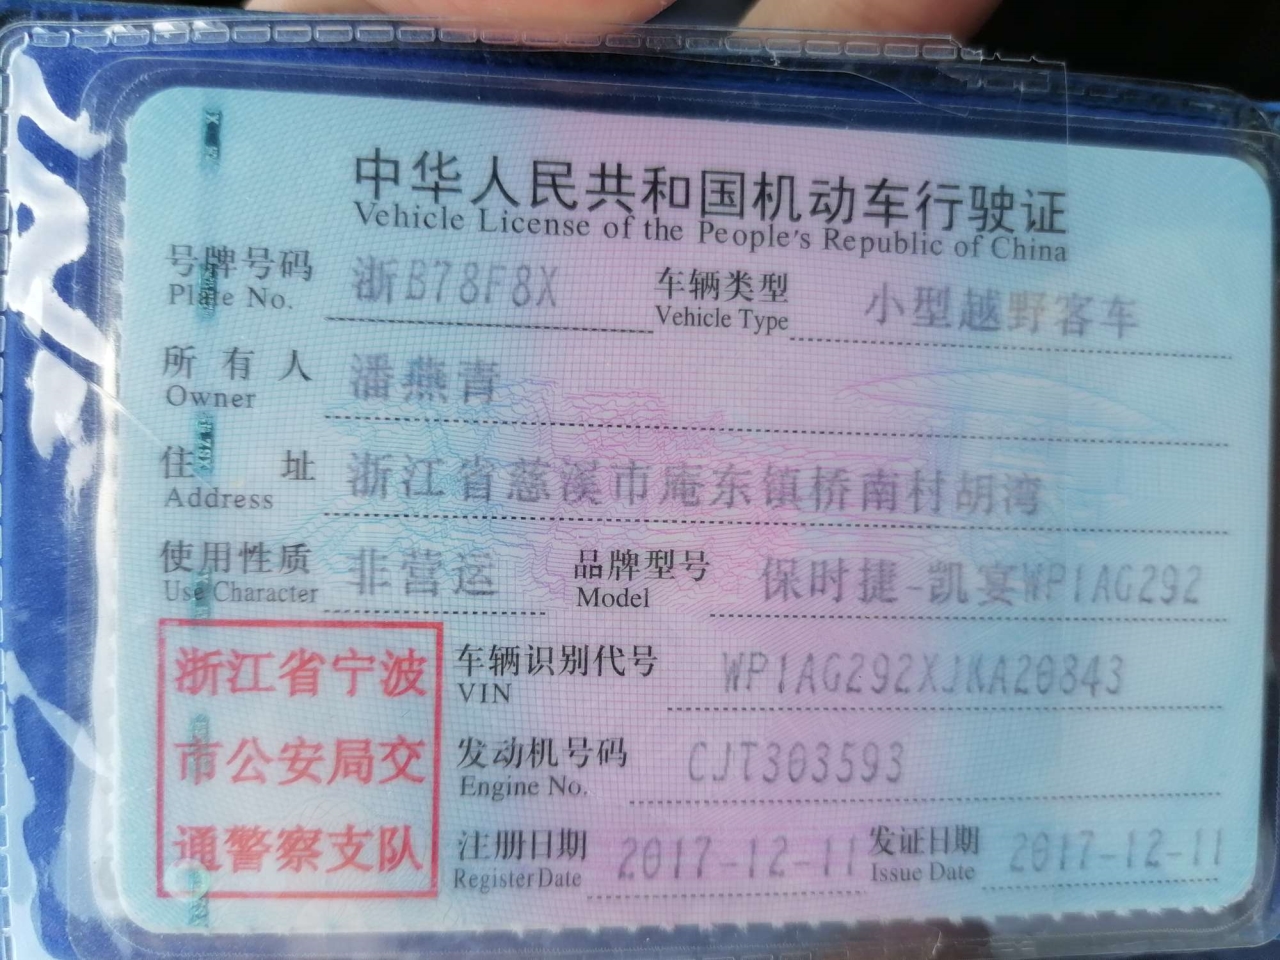 中华人民共和国机动车行驶证
Vehicle License of the People's Republic of China
号牌号码 浙B78F8X 车辆类型 小型越野客车
Plate No. Vehicle Type
所有人 潘燕青
Owner
住址 浙江省慈溪市庵东镇桥南村胡湾
Address
使用性质 非营运 品牌型号 保时捷-凯宴WP1AG292
Use Character Model
浙江省宁波
市公安局交
通警察支队
车辆识别代号 WP1AG292XJKA20843
VIN
发动机号码 CJT303593
Engine No.
注册日期 2017-12-11 发证日期 2017-12-11
Register Date Issue Date